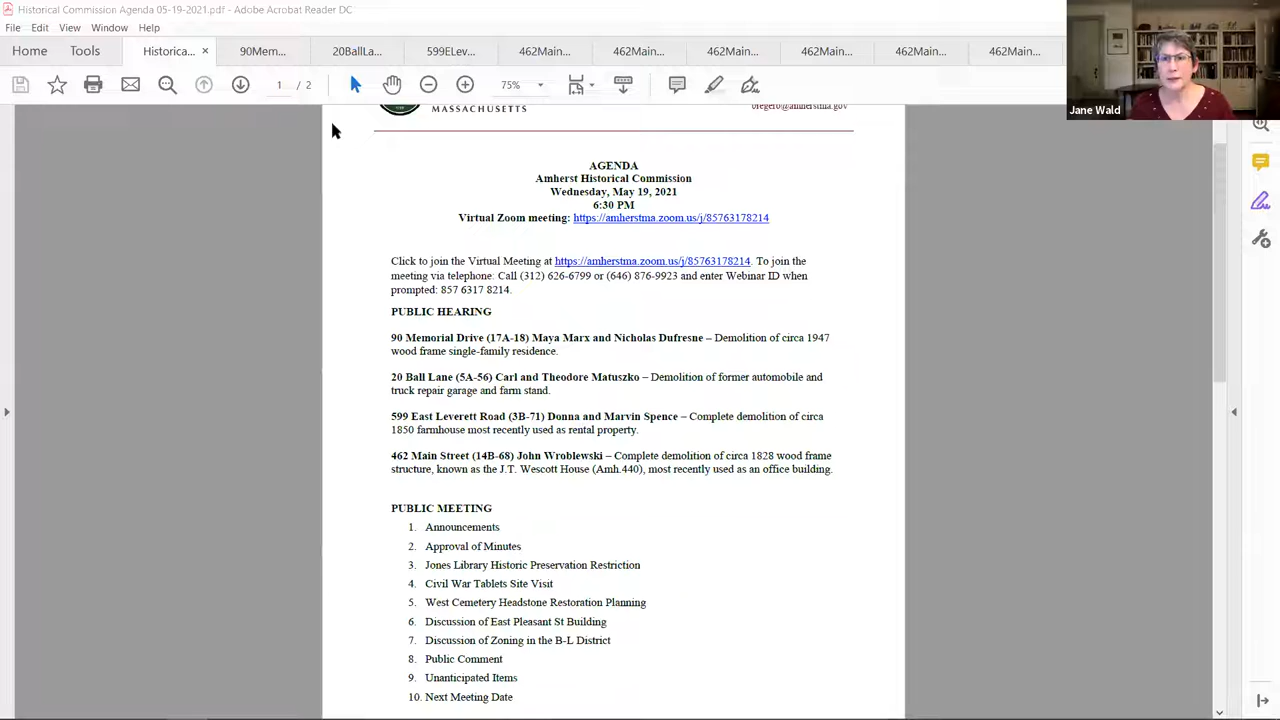 Historical Commission Agenda 05-19-2021.pdf - Adobe Acrobat Reader DC
File Edit View Window Help
Home Tools Historica... × 90Mem... 20BallLa... 599ELev... 462Main... 462Main... 462Main... 462Main... 462Main... 462Main...
1 / 2 75%
Jane Wald
MASSACHUSETTS
AGENDA
Amherst Historical Commission
Wednesday, May 19, 2021
6:30 PM
Virtual Zoom meeting: https://amherstma.zoom.us/j/85763178214
Click to join the Virtual Meeting at https://amherstma.zoom.us/j/85763178214. To join the
meeting via telephone: Call (312) 626-6799 or (646) 876-9923 and enter Webinar ID when
prompted: 857 6317 8214.
PUBLIC HEARING
90 Memorial Drive (17A-18) Maya Marx and Nicholas Dufresne – Demolition of circa 1947
wood frame single-family residence.
20 Ball Lane (5A-56) Carl and Theodore Matuszko – Demolition of former automobile and
truck repair garage and farm stand.
599 East Leverett Road (3B-71) Donna and Marvin Spence – Complete demolition of circa
1850 farmhouse most recently used as rental property.
462 Main Street (14B-68) John Wroblewski – Complete demolition of circa 1828 wood frame
structure, known as the J.T. Wescott House (Amh.440), most recently used as an office building.
PUBLIC MEETING
1. Announcements
2. Approval of Minutes
3. Jones Library Historic Preservation Restriction
4. Civil War Tablets Site Visit
5. West Cemetery Headstone Restoration Planning
6. Discussion of East Pleasant St Building
7. Discussion of Zoning in the B-L District
8. Public Comment
9. Unanticipated Items
10. Next Meeting Date